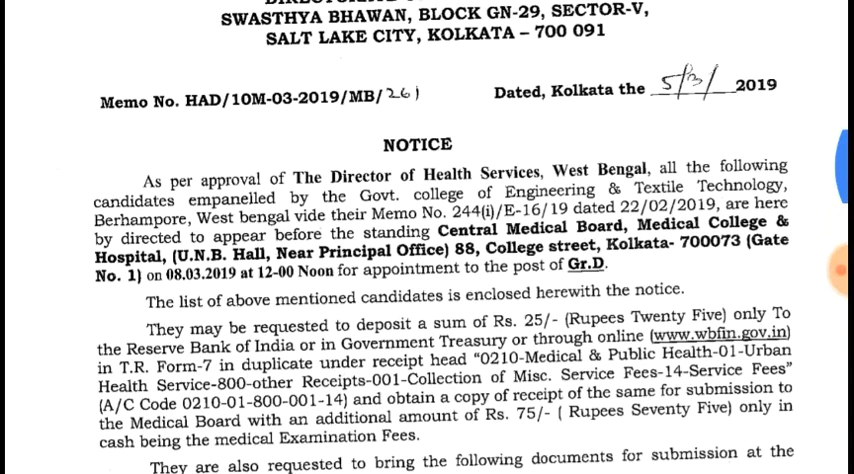 SWASTHYA BHAWAN, BLOCK GN-29, SECTOR-V,
SALT LAKE CITY, KOLKATA – 700 091
Memo No. HAD/10M-03-2019/MB/261 Dated, Kolkata the 5/3/ 2019
NOTICE
As per approval of The Director of Health Services, West Bengal, all the following
candidates empanelled by the Govt. college of Engineering & Textile Technology,
Berhampore, West bengal vide their Memo No. 244(i)/E-16/19 dated 22/02/2019, are here
by directed to appear before the standing Central Medical Board, Medical College &
Hospital, (U.N.B. Hall, Near Principal Office) 88, College street, Kolkata- 700073 (Gate
No. 1) on 08.03.2019 at 12-00 Noon for appointment to the post of Gr.D.
The list of above mentioned candidates is enclosed herewith the notice.
They may be requested to deposit a sum of Rs. 25/- (Rupees Twenty Five) only To
the Reserve Bank of India or in Government Treasury or through online (www.wbfin.gov.in)
in T.R. Form-7 in duplicate under receipt head “0210-Medical & Public Health-01-Urban
Health Service-800-other Receipts-001-Collection of Misc. Service Fees-14-Service Fees”
(A/C Code 0210-01-800-001-14) and obtain a copy of receipt of the same for submission to
the Medical Board with an additional amount of Rs. 75/- ( Rupees Seventy Five) only in
cash being the medical Examination Fees.
They are also requested to bring the following documents for submission at the